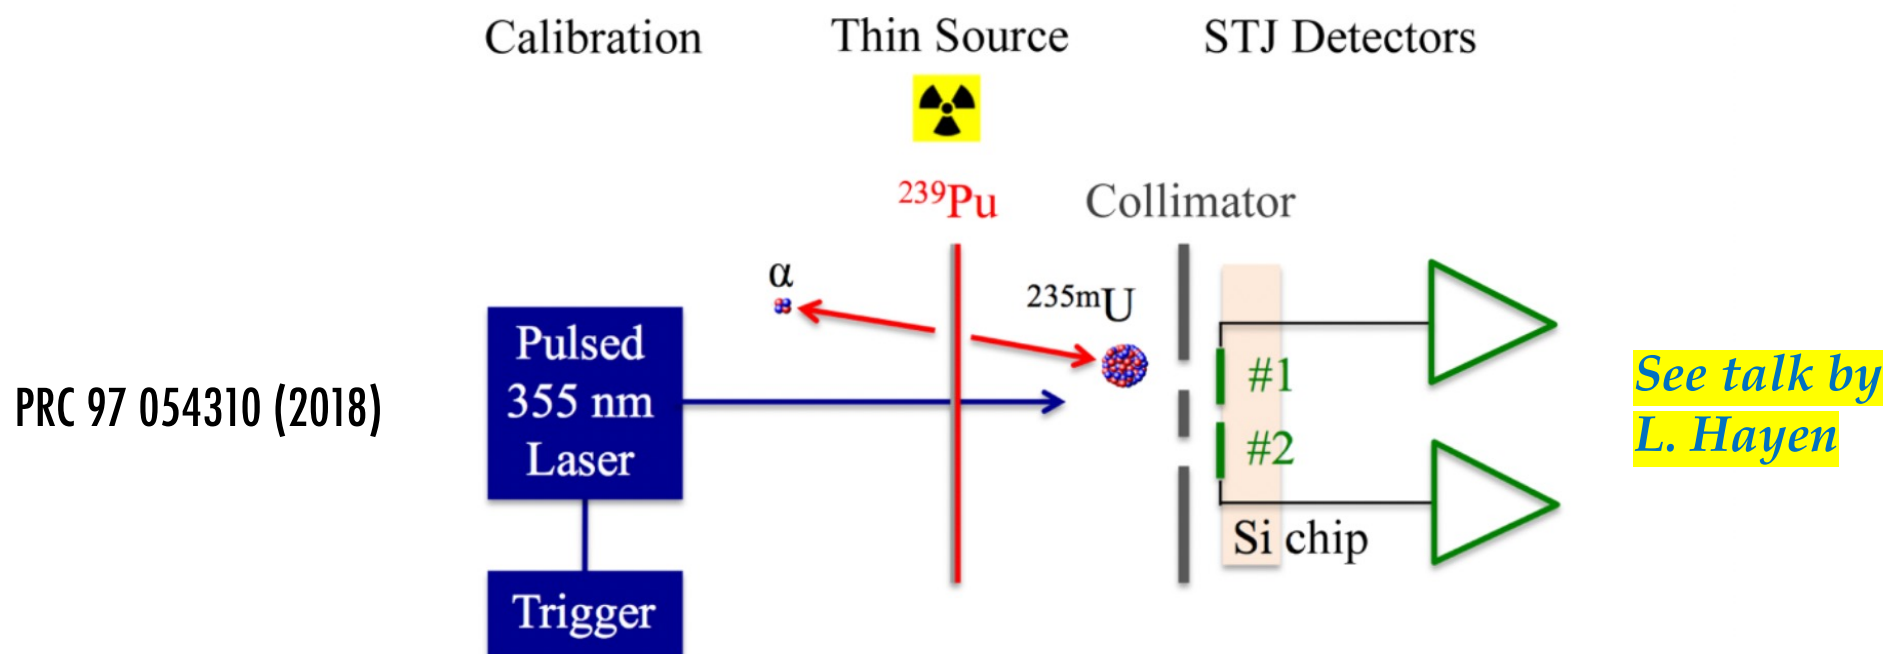 Calibration
Thin Source
STJ Detectors
²³⁹Pu
Collimator
α
²³⁵ᵐU
Pulsed
355 nm
Laser
#1
#2
PRC 97 054310 (2018)
See talk by
L. Hayen
Si chip
Trigger